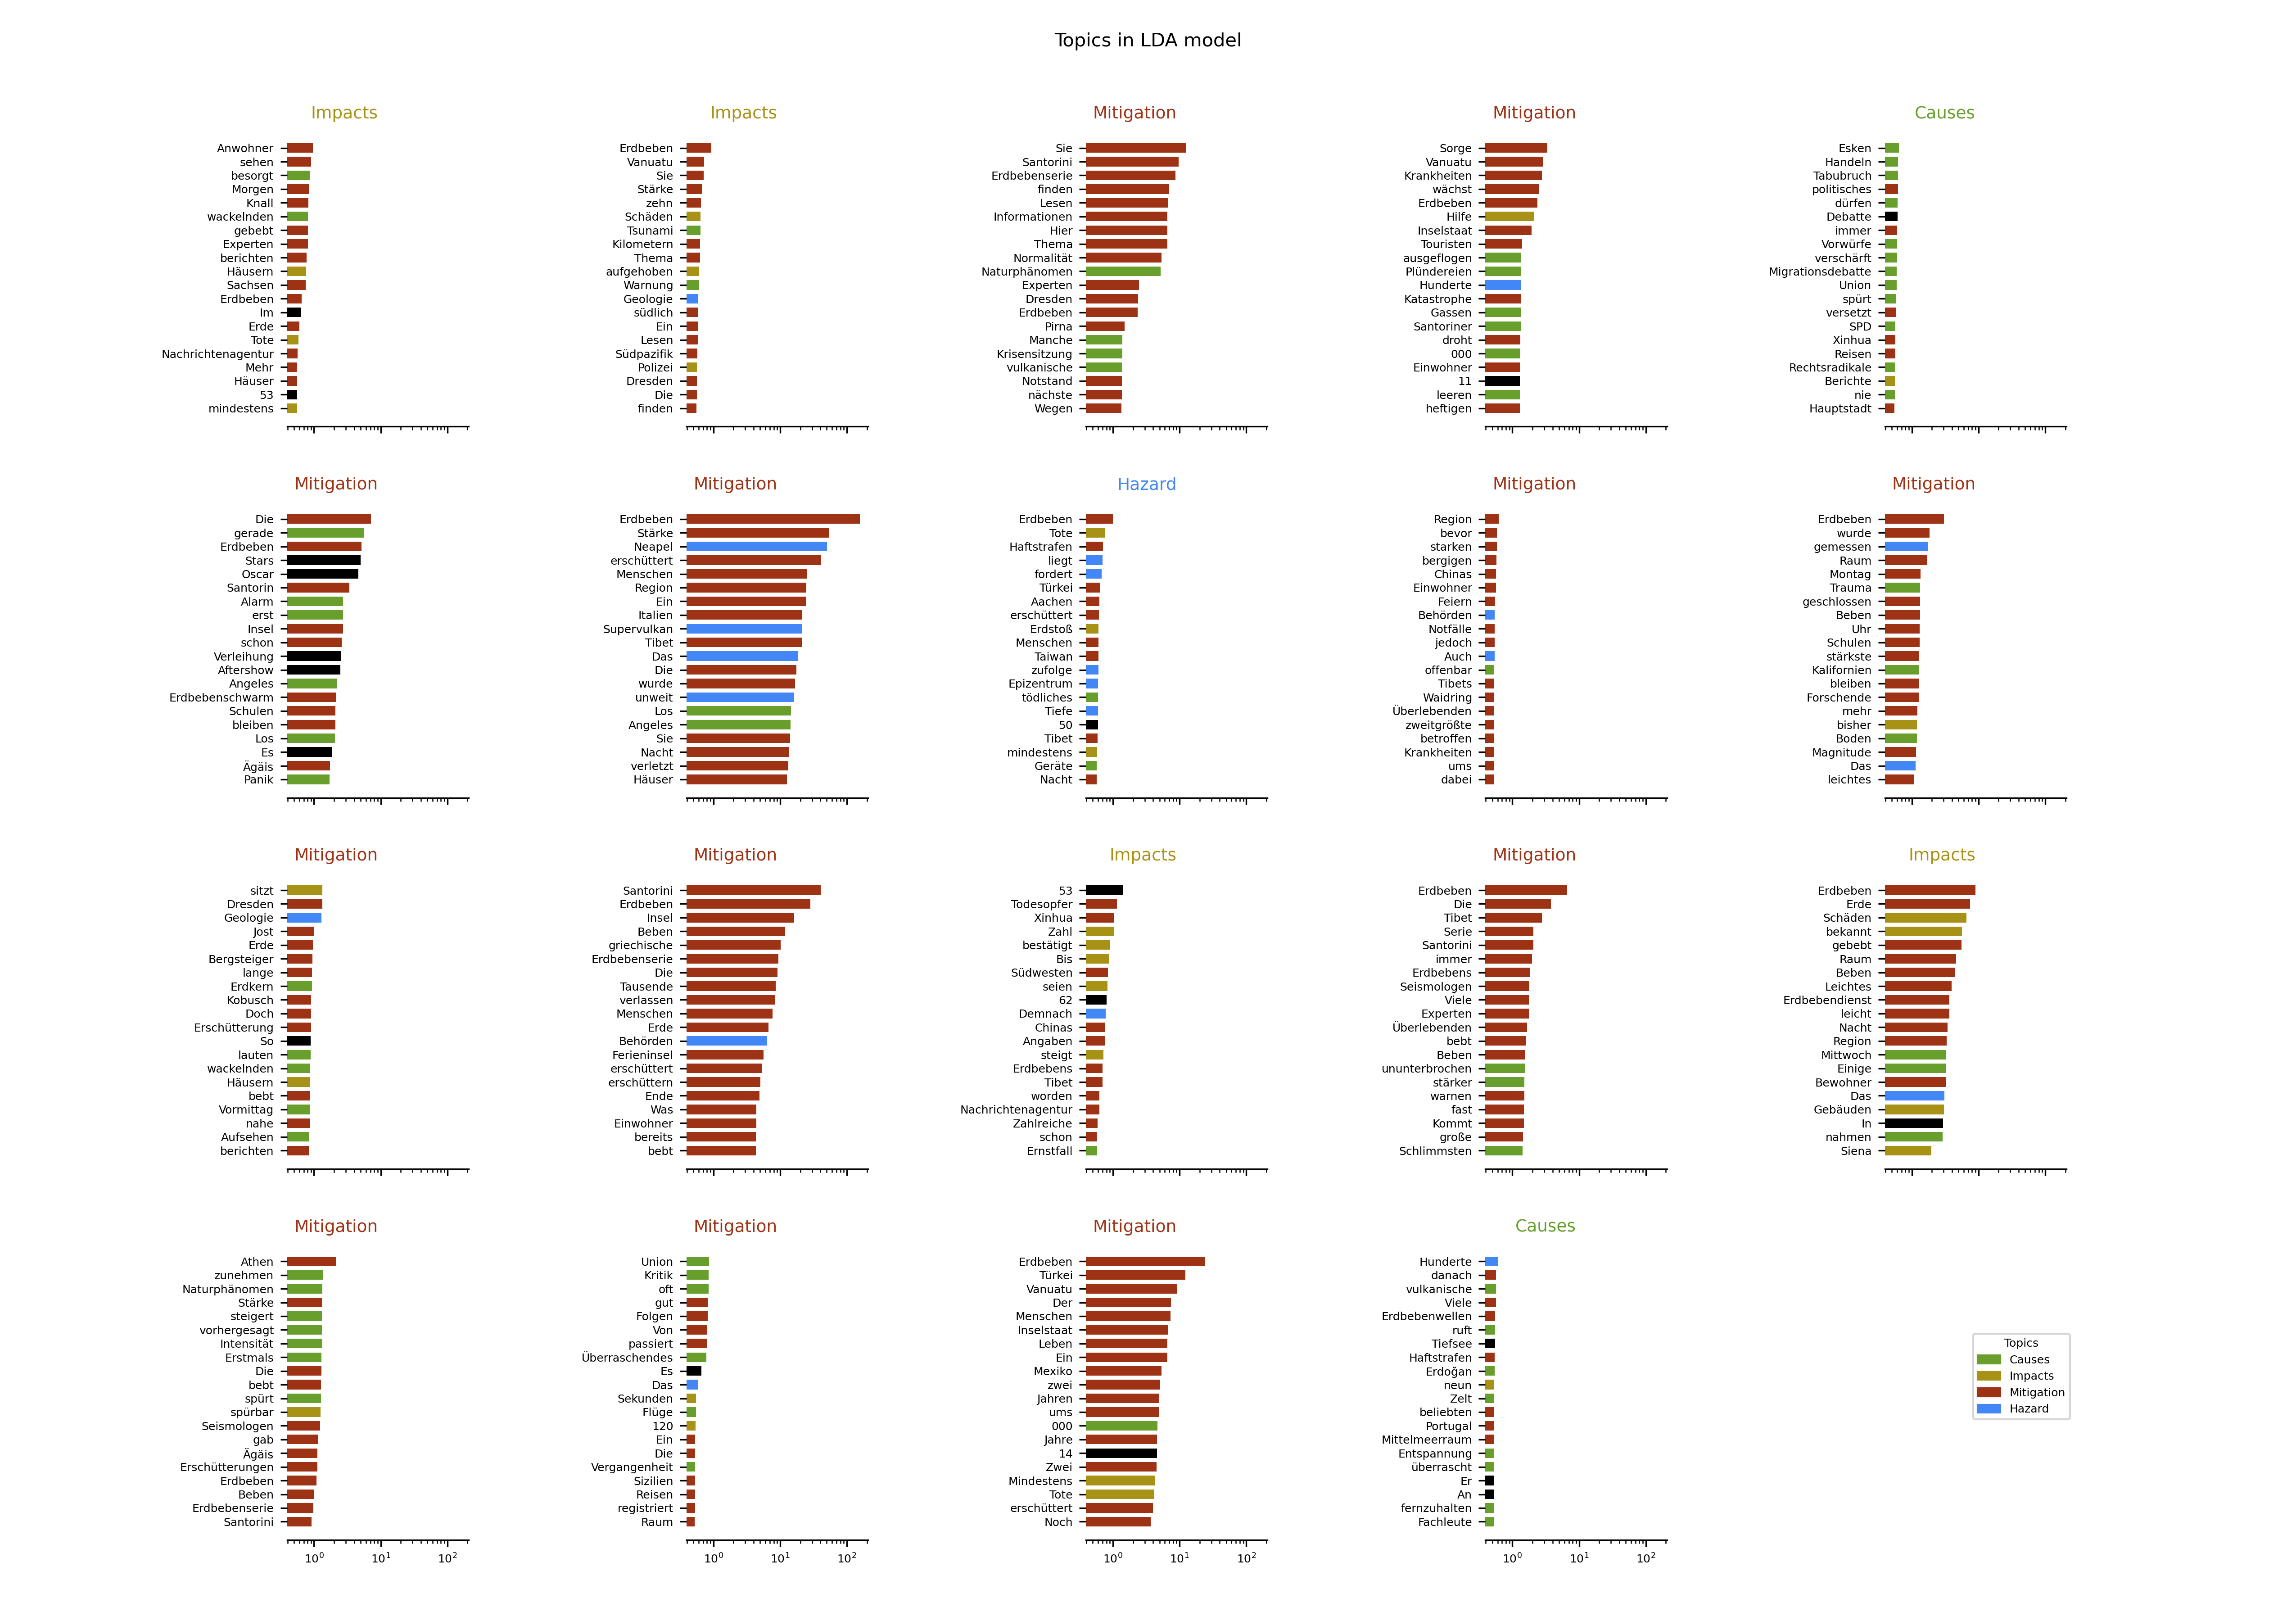 Topics in LDA model
Impacts
Anwohner
sehen
besorgt
Morgen
Knall
wackelnden
gebebt
Experten
berichten
Häusern
Sachsen
Erdbeben
Im
Erde
Tote
Nachrichtenagentur
Mehr
Häuser
53
mindestens
Impacts
Erdbeben
Vanuatu
Sie
Stärke
zehn
Schäden
Tsunami
Kilometern
Thema
aufgehoben
Warnung
Geologie
südlich
Ein
Lesen
Südpazifik
Polizei
Dresden
Die
finden
Mitigation
Sie
Santorini
Erdbebenserie
finden
Lesen
Informationen
Hier
Thema
Normalität
Naturphänomen
Experten
Dresden
Erdbeben
Pirna
Manche
Krisensitzung
vulkanische
Notstand
nächste
Wegen
Mitigation
Sorge
Vanuatu
Krankheiten
wächst
Erdbeben
Hilfe
Inselstaat
Touristen
ausgeflogen
Plündereien
Hunderte
Katastrophe
Gassen
Santoriner
droht
000
Einwohner
11
leeren
heftigen
Causes
Esken
Handeln
Tabubruch
politisches
dürfen
Debatte
immer
Vorwürfe
verschärft
Migrationsdebatte
Union
spürt
versetzt
SPD
Xinhua
Reisen
Rechtsradikale
Berichte
nie
Hauptstadt
Mitigation
Die
gerade
Erdbeben
Stars
Oscar
Santorin
Alarm
erst
Insel
schon
Verleihung
Aftershow
Angeles
Erdbebenschwarm
Schulen
bleiben
Los
Es
Ägäis
Panik
Mitigation
Erdbeben
Stärke
Neapel
erschüttert
Menschen
Region
Ein
Italien
Supervulkan
Tibet
Das
Die
wurde
unweit
Los
Angeles
Sie
Nacht
verletzt
Häuser
Hazard
Erdbeben
Tote
Haftstrafen
liegt
fordert
Türkei
Aachen
erschüttert
Erdstoß
Menschen
Taiwan
zufolge
Epizentrum
tödliches
Tiefe
50
Tibet
mindestens
Geräte
Nacht
Mitigation
Region
bevor
starken
bergigen
Chinas
Einwohner
Feiern
Behörden
Notfälle
jedoch
Auch
offenbar
Tibets
Waidring
Überlebenden
zweitgrößte
betroffen
Krankheiten
ums
dabei
Mitigation
Erdbeben
wurde
gemessen
Raum
Montag
Trauma
geschlossen
Beben
Uhr
Schulen
stärkste
Kalifornien
bleiben
Forschende
mehr
bisher
Boden
Magnitude
Das
leichtes
Mitigation
sitzt
Dresden
Geologie
Jost
Erde
Bergsteiger
lange
Erdkern
Kobusch
Doch
Erschütterung
So
lauten
wackelnden
Häusern
bebt
Vormittag
nahe
Aufsehen
berichten
Mitigation
Santorini
Erdbeben
Insel
Beben
griechische
Erdbebenserie
Die
Tausende
verlassen
Menschen
Erde
Behörden
Ferieninsel
erschüttert
erschüttern
Ende
Was
Einwohner
bereits
bebt
Impacts
53
Todesopfer
Xinhua
Zahl
bestätigt
Bis
Südwesten
seien
62
Demnach
Chinas
Angaben
steigt
Erdbebens
Tibet
worden
Nachrichtenagentur
Zahlreiche
schon
Ernstfall
Mitigation
Erdbeben
Die
Tibet
Serie
Santorini
immer
Erdbebens
Seismologen
Viele
Experten
Überlebenden
bebt
Beben
ununterbrochen
stärker
warnen
fast
Kommt
große
Schlimmsten
Impacts
Erdbeben
Erde
Schäden
bekannt
gebebt
Raum
Beben
Leichtes
Erdbebendienst
leicht
Nacht
Region
Mittwoch
Einige
Bewohner
Das
Gebäuden
In
nahmen
Siena
Mitigation
Athen
zunehmen
Naturphänomen
Stärke
steigert
vorhergesagt
Intensität
Erstmals
Die
bebt
spürt
spürbar
Seismologen
gab
Ägäis
Erschütterungen
Erdbeben
Beben
Erdbebenserie
Santorini
10⁰ 10¹ 10²
Mitigation
Union
Kritik
oft
gut
Folgen
Von
passiert
Überraschendes
Es
Das
Sekunden
Flüge
120
Ein
Die
Vergangenheit
Sizilien
Reisen
registriert
Raum
10⁰ 10¹ 10²
Mitigation
Erdbeben
Türkei
Vanuatu
Der
Menschen
Inselstaat
Leben
Ein
Mexiko
zwei
Jahren
ums
000
Jahre
14
Zwei
Mindestens
Tote
erschüttert
Noch
10⁰ 10¹ 10²
Causes
Hunderte
danach
vulkanische
Viele
Erdbebenwellen
ruft
Tiefsee
Haftstrafen
Erdoğan
neun
Zelt
beliebten
Portugal
Mittelmeerraum
Entspannung
überrascht
Er
An
fernzuhalten
Fachleute
10⁰ 10¹ 10²
Topics
Causes
Impacts
Mitigation
Hazard